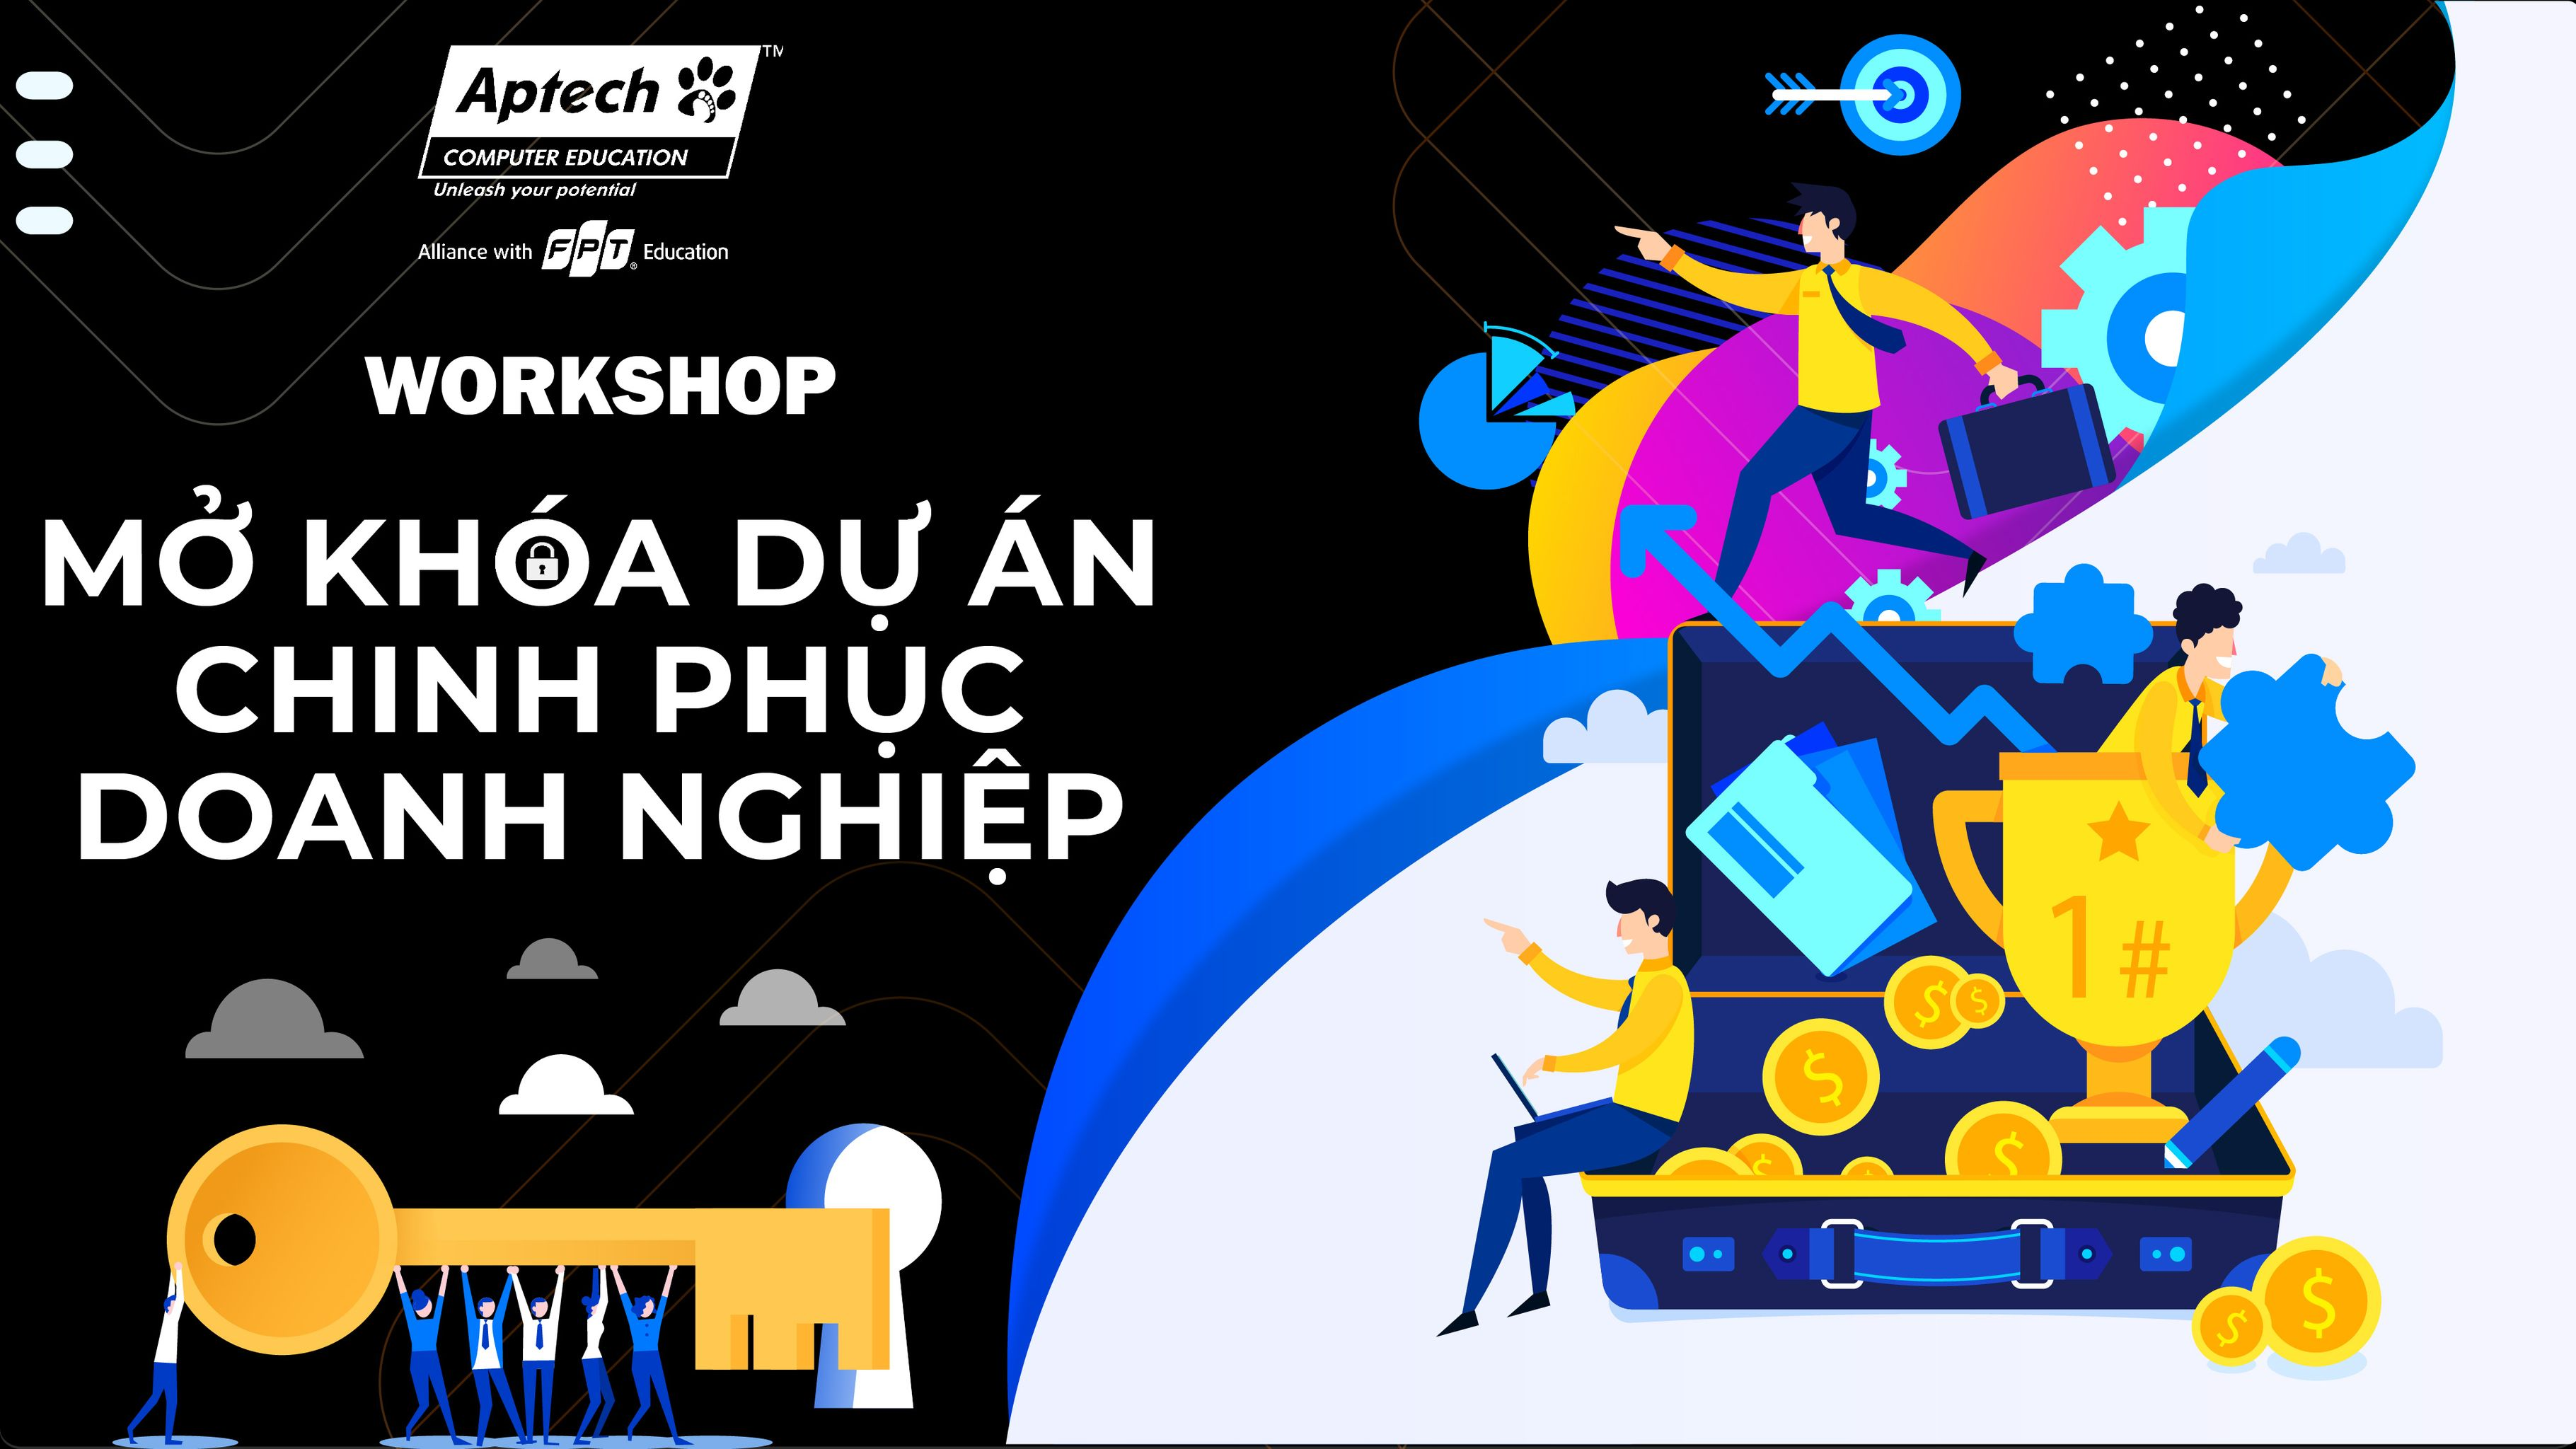 Aptech TM
COMPUTER EDUCATION
Unleash your potential
Alliance with FPT® Education
WORKSHOP
MỞ KHÓA DỰ ÁN
CHINH PHỤC
DOANH NGHIỆP
1#
$
$
$
$
$
$
$
$